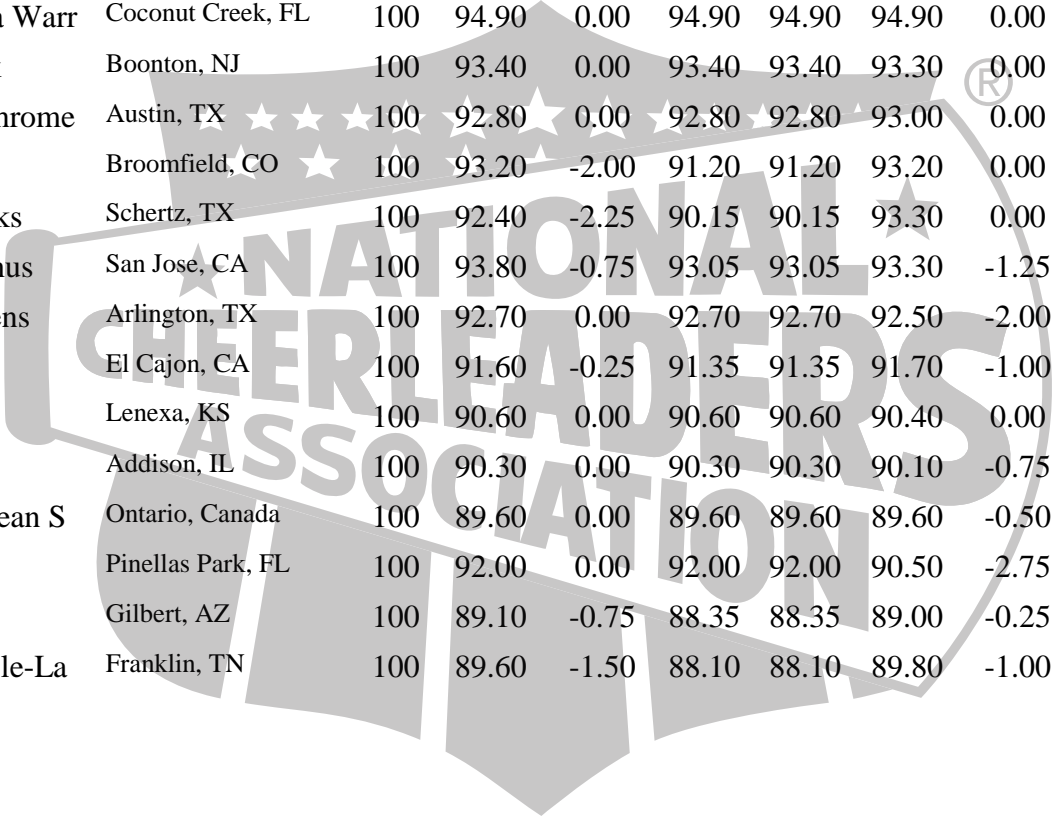 a Warr Coconut Creek, FL 100 94.90 0.00 94.90 94.90 94.90 0.00
Boonton, NJ 100 93.40 0.00 93.40 93.40 93.30 0.00
hrome Austin, TX 100 92.80 0.00 92.80 92.80 93.00 0.00
Broomfield, CO 100 93.20 -2.00 91.20 91.20 93.20 0.00
ks Schertz, TX 100 92.40 -2.25 90.15 90.15 93.30 0.00
nus San Jose, CA 100 93.80 -0.75 93.05 93.05 93.30 -1.25
ens Arlington, TX 100 92.70 0.00 92.70 92.70 92.50 -2.00
El Cajon, CA 100 91.60 -0.25 91.35 91.35 91.70 -1.00
Lenexa, KS 100 90.60 0.00 90.60 90.60 90.40 0.00
Addison, IL 100 90.30 0.00 90.30 90.30 90.10 -0.75
ean S Ontario, Canada 100 89.60 0.00 89.60 89.60 89.60 -0.50
Pinellas Park, FL 100 92.00 0.00 92.00 92.00 90.50 -2.75
Gilbert, AZ 100 89.10 -0.75 88.35 88.35 89.00 -0.25
le-La Franklin, TN 100 89.60 -1.50 88.10 88.10 89.80 -1.00
NATIONAL
CHEERLEADERS
ASSOCIATION
®